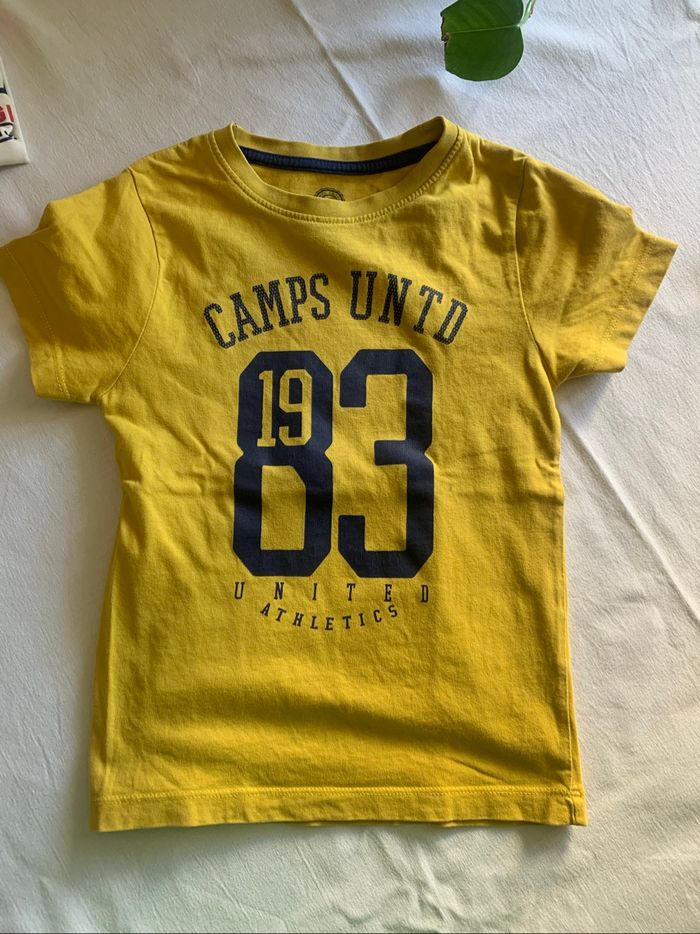 CAMPS UNTD
19
83
UNITED
ATHLETICS